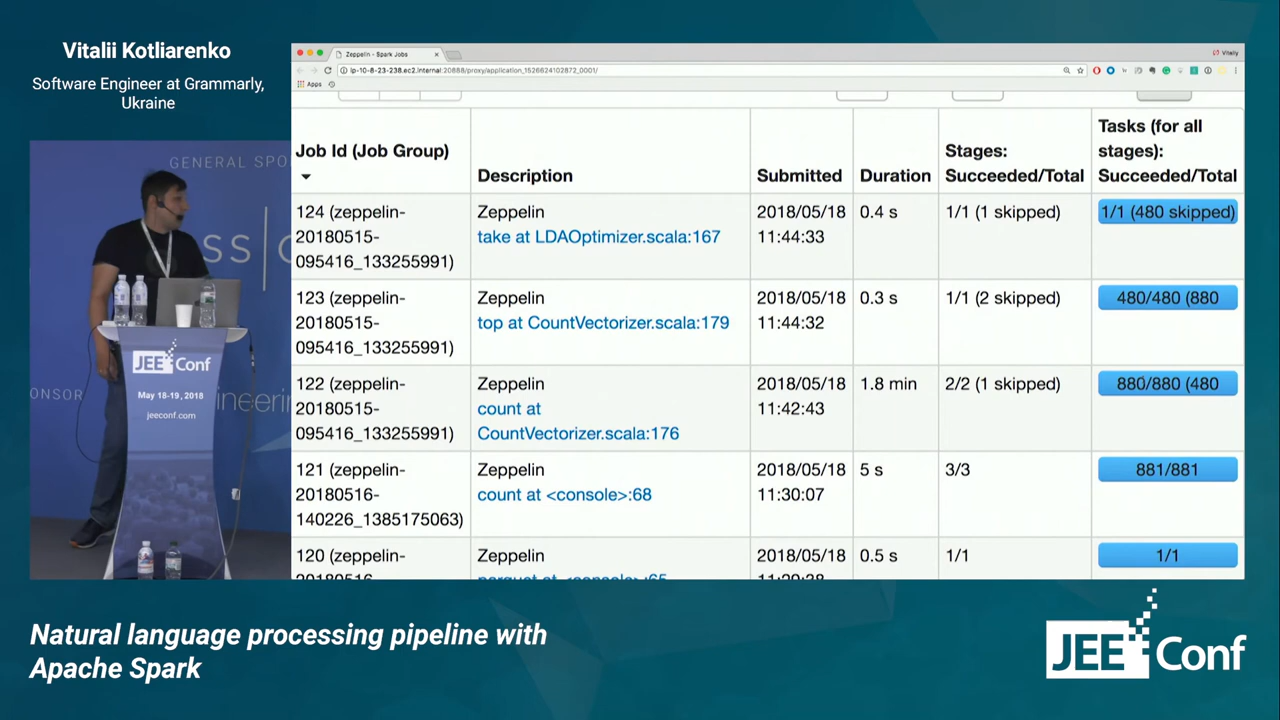 Vitalii Kotliarenko
Software Engineer at Grammarly,
Ukraine
GENERAL SPO
ss|c
ONSOR
ineerin
JEE Conf
May 18-19, 2018
jeeconf.com
Zeppelin - Spark Jobs
Vitaliy
ip-10-8-23-238.ec2.internal:20888/proxy/application_1526624102872_0001/
Apps
Job Id (Job Group) Description Submitted Duration Stages: Succeeded/Total Tasks (for all stages): Succeeded/Total
124 (zeppelin-20180515-095416_133255991) Zeppelin take at LDAOptimizer.scala:167 2018/05/18 11:44:33 0.4 s 1/1 (1 skipped) 1/1 (480 skipped)
123 (zeppelin-20180515-095416_133255991) Zeppelin top at CountVectorizer.scala:179 2018/05/18 11:44:32 0.3 s 1/1 (2 skipped) 480/480 (880
122 (zeppelin-20180515-095416_133255991) Zeppelin count at CountVectorizer.scala:176 2018/05/18 11:42:43 1.8 min 2/2 (1 skipped) 880/880 (480
121 (zeppelin-20180516-140226_1385175063) Zeppelin count at <console>:68 2018/05/18 11:30:07 5 s 3/3 881/881
120 (zeppelin- Zeppelin 2018/05/18 0.5 s 1/1 1/1
Natural language processing pipeline with
Apache Spark
JEE Conf